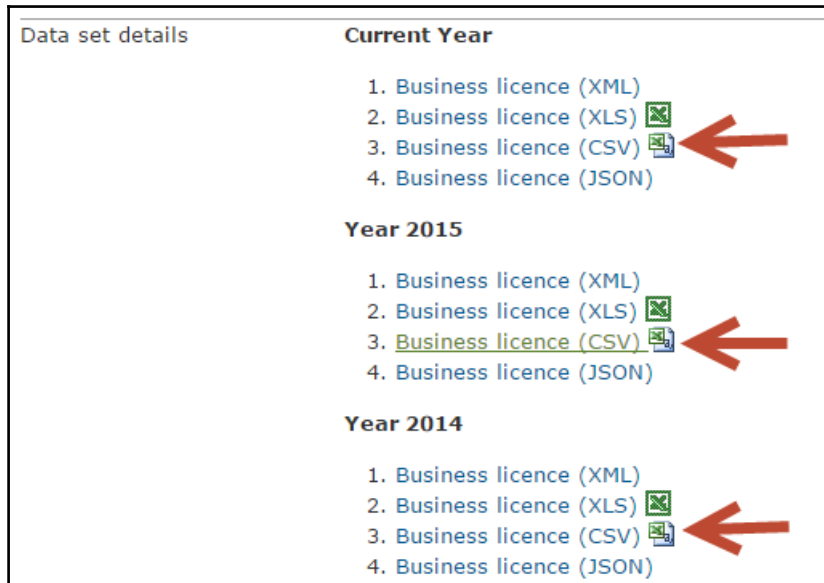 Data set details
Current Year
1. Business licence (XML)
2. Business licence (XLS)
3. Business licence (CSV)
4. Business licence (JSON)
Year 2015
1. Business licence (XML)
2. Business licence (XLS)
3. Business licence (CSV)
4. Business licence (JSON)
Year 2014
1. Business licence (XML)
2. Business licence (XLS)
3. Business licence (CSV)
4. Business licence (JSON)